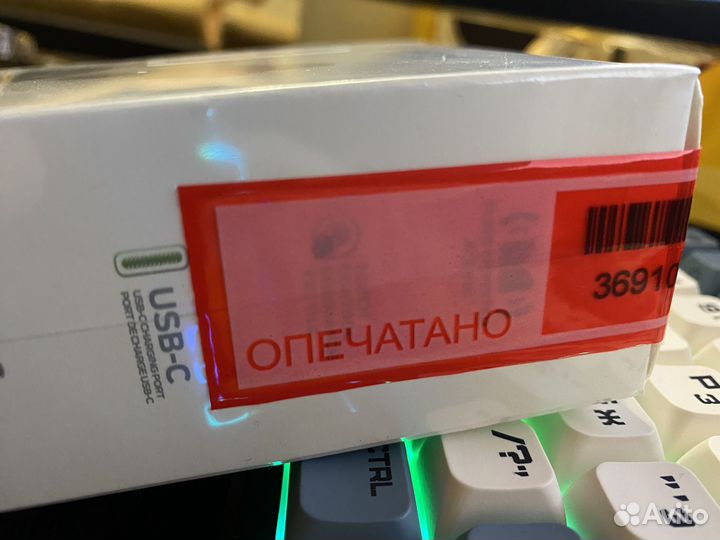 USB-C
USB-C CHARGING PORT
PORT DE CHARGE USB-C
ОПЕЧАТАНО
36910
CTRL
/?"
Ж
P
З
Avito